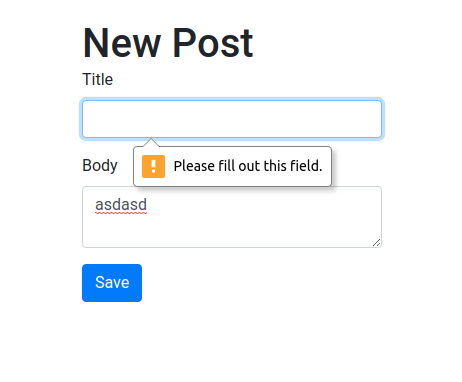 New Post
Title
! Please fill out this field.
Body
asdasd
Save